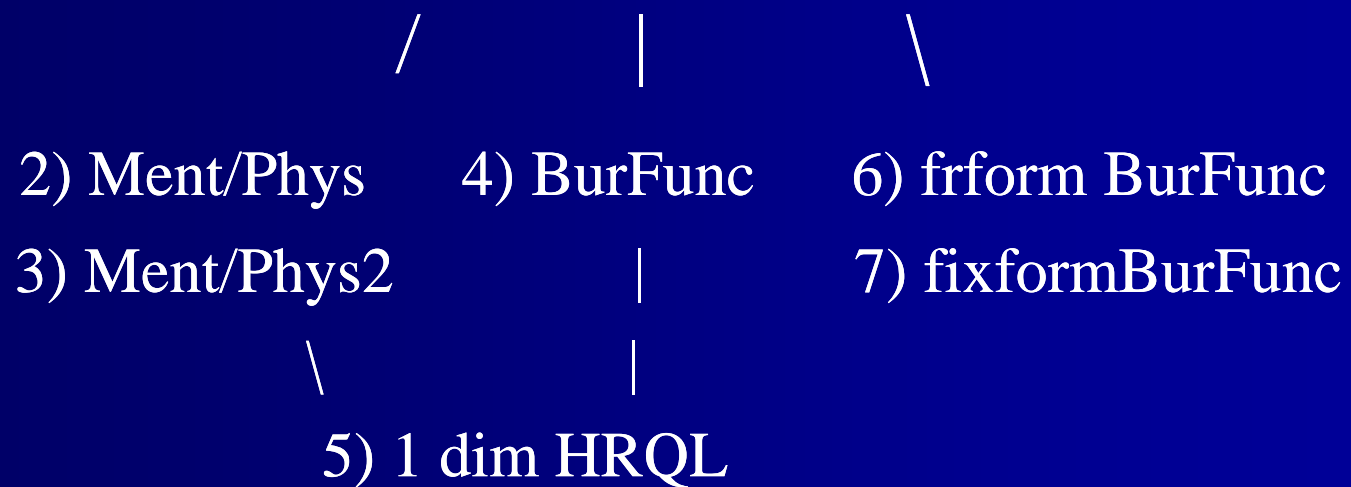 / | \
2) Ment/Phys 4) BurFunc 6) frform BurFunc
3) Ment/Phys2 | 7) fixformBurFunc
\ |
5) 1 dim HRQL